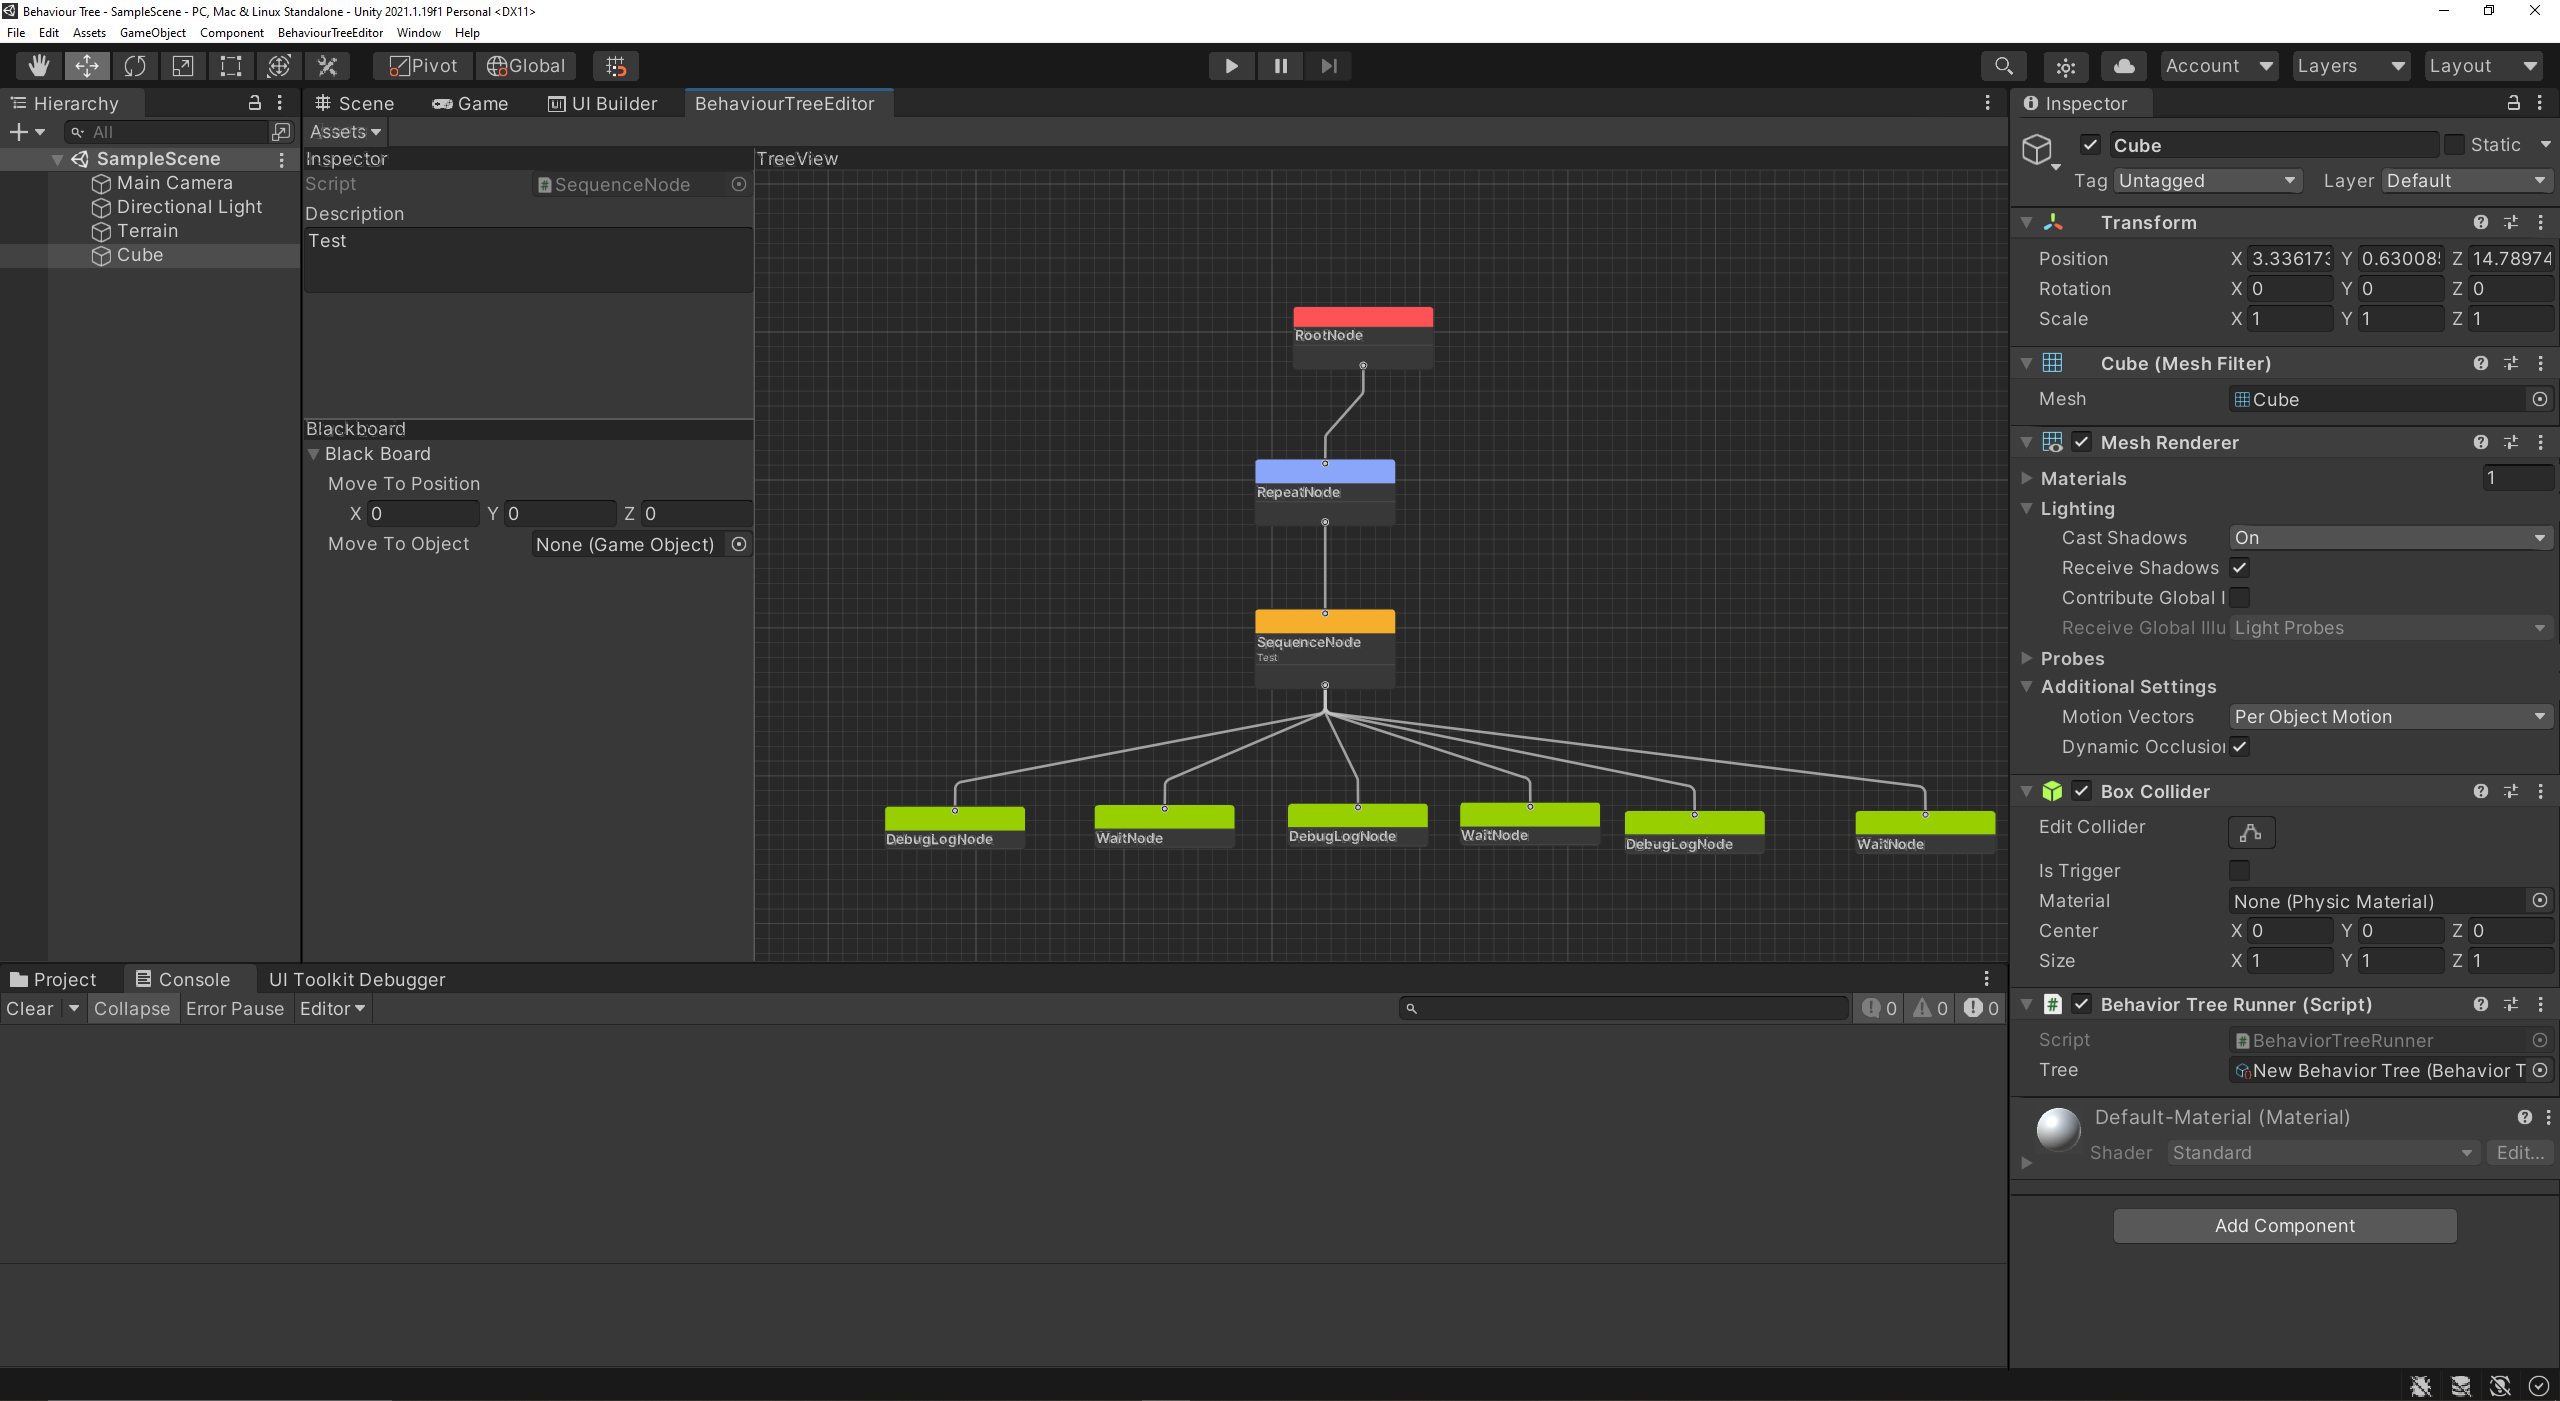 Behaviour Tree - SampleScene - PC, Mac & Linux Standalone - Unity 2021.1.19f1 Personal <DX11>
File Edit Assets GameObject Component BehaviourTreeEditor Window Help
Pivot Global Account Layers Layout
Hierarchy
All
SampleScene
Main Camera
Directional Light
Terrain
Cube
Scene Game UI Builder BehaviourTreeEditor
Assets
Inspector
Script SequenceNode
Description
Test
Blackboard
Black Board
Move To Position
X 0 Y 0 Z 0
Move To Object None (Game Object)
TreeView
RootNode
RepeatNode
SequenceNode
Test
DebugLogNode
WaitNode
DebugLogNode
WaitNode
DebugLogNode
WaitNode
Project Console UI Toolkit Debugger
Clear Collapse Error Pause Editor 0 0 0
Inspector
Cube Static
Tag Untagged Layer Default
Transform
Position X 3.336173 Y 0.63008 Z 14.78974
Rotation X 0 Y 0 Z 0
Scale X 1 Y 1 Z 1
Cube (Mesh Filter)
Mesh Cube
Mesh Renderer
Materials 1
Lighting
Cast Shadows On
Receive Shadows
Contribute Global I
Receive Global Illu Light Probes
Probes
Additional Settings
Motion Vectors Per Object Motion
Dynamic Occlusion
Box Collider
Edit Collider
Is Trigger
Material None (Physic Material)
Center X 0 Y 0 Z 0
Size X 1 Y 1 Z 1
Behavior Tree Runner (Script)
Script BehaviorTreeRunner
Tree New Behavior Tree (Behavior T
Default-Material (Material)
Shader Standard Edit...
Add Component